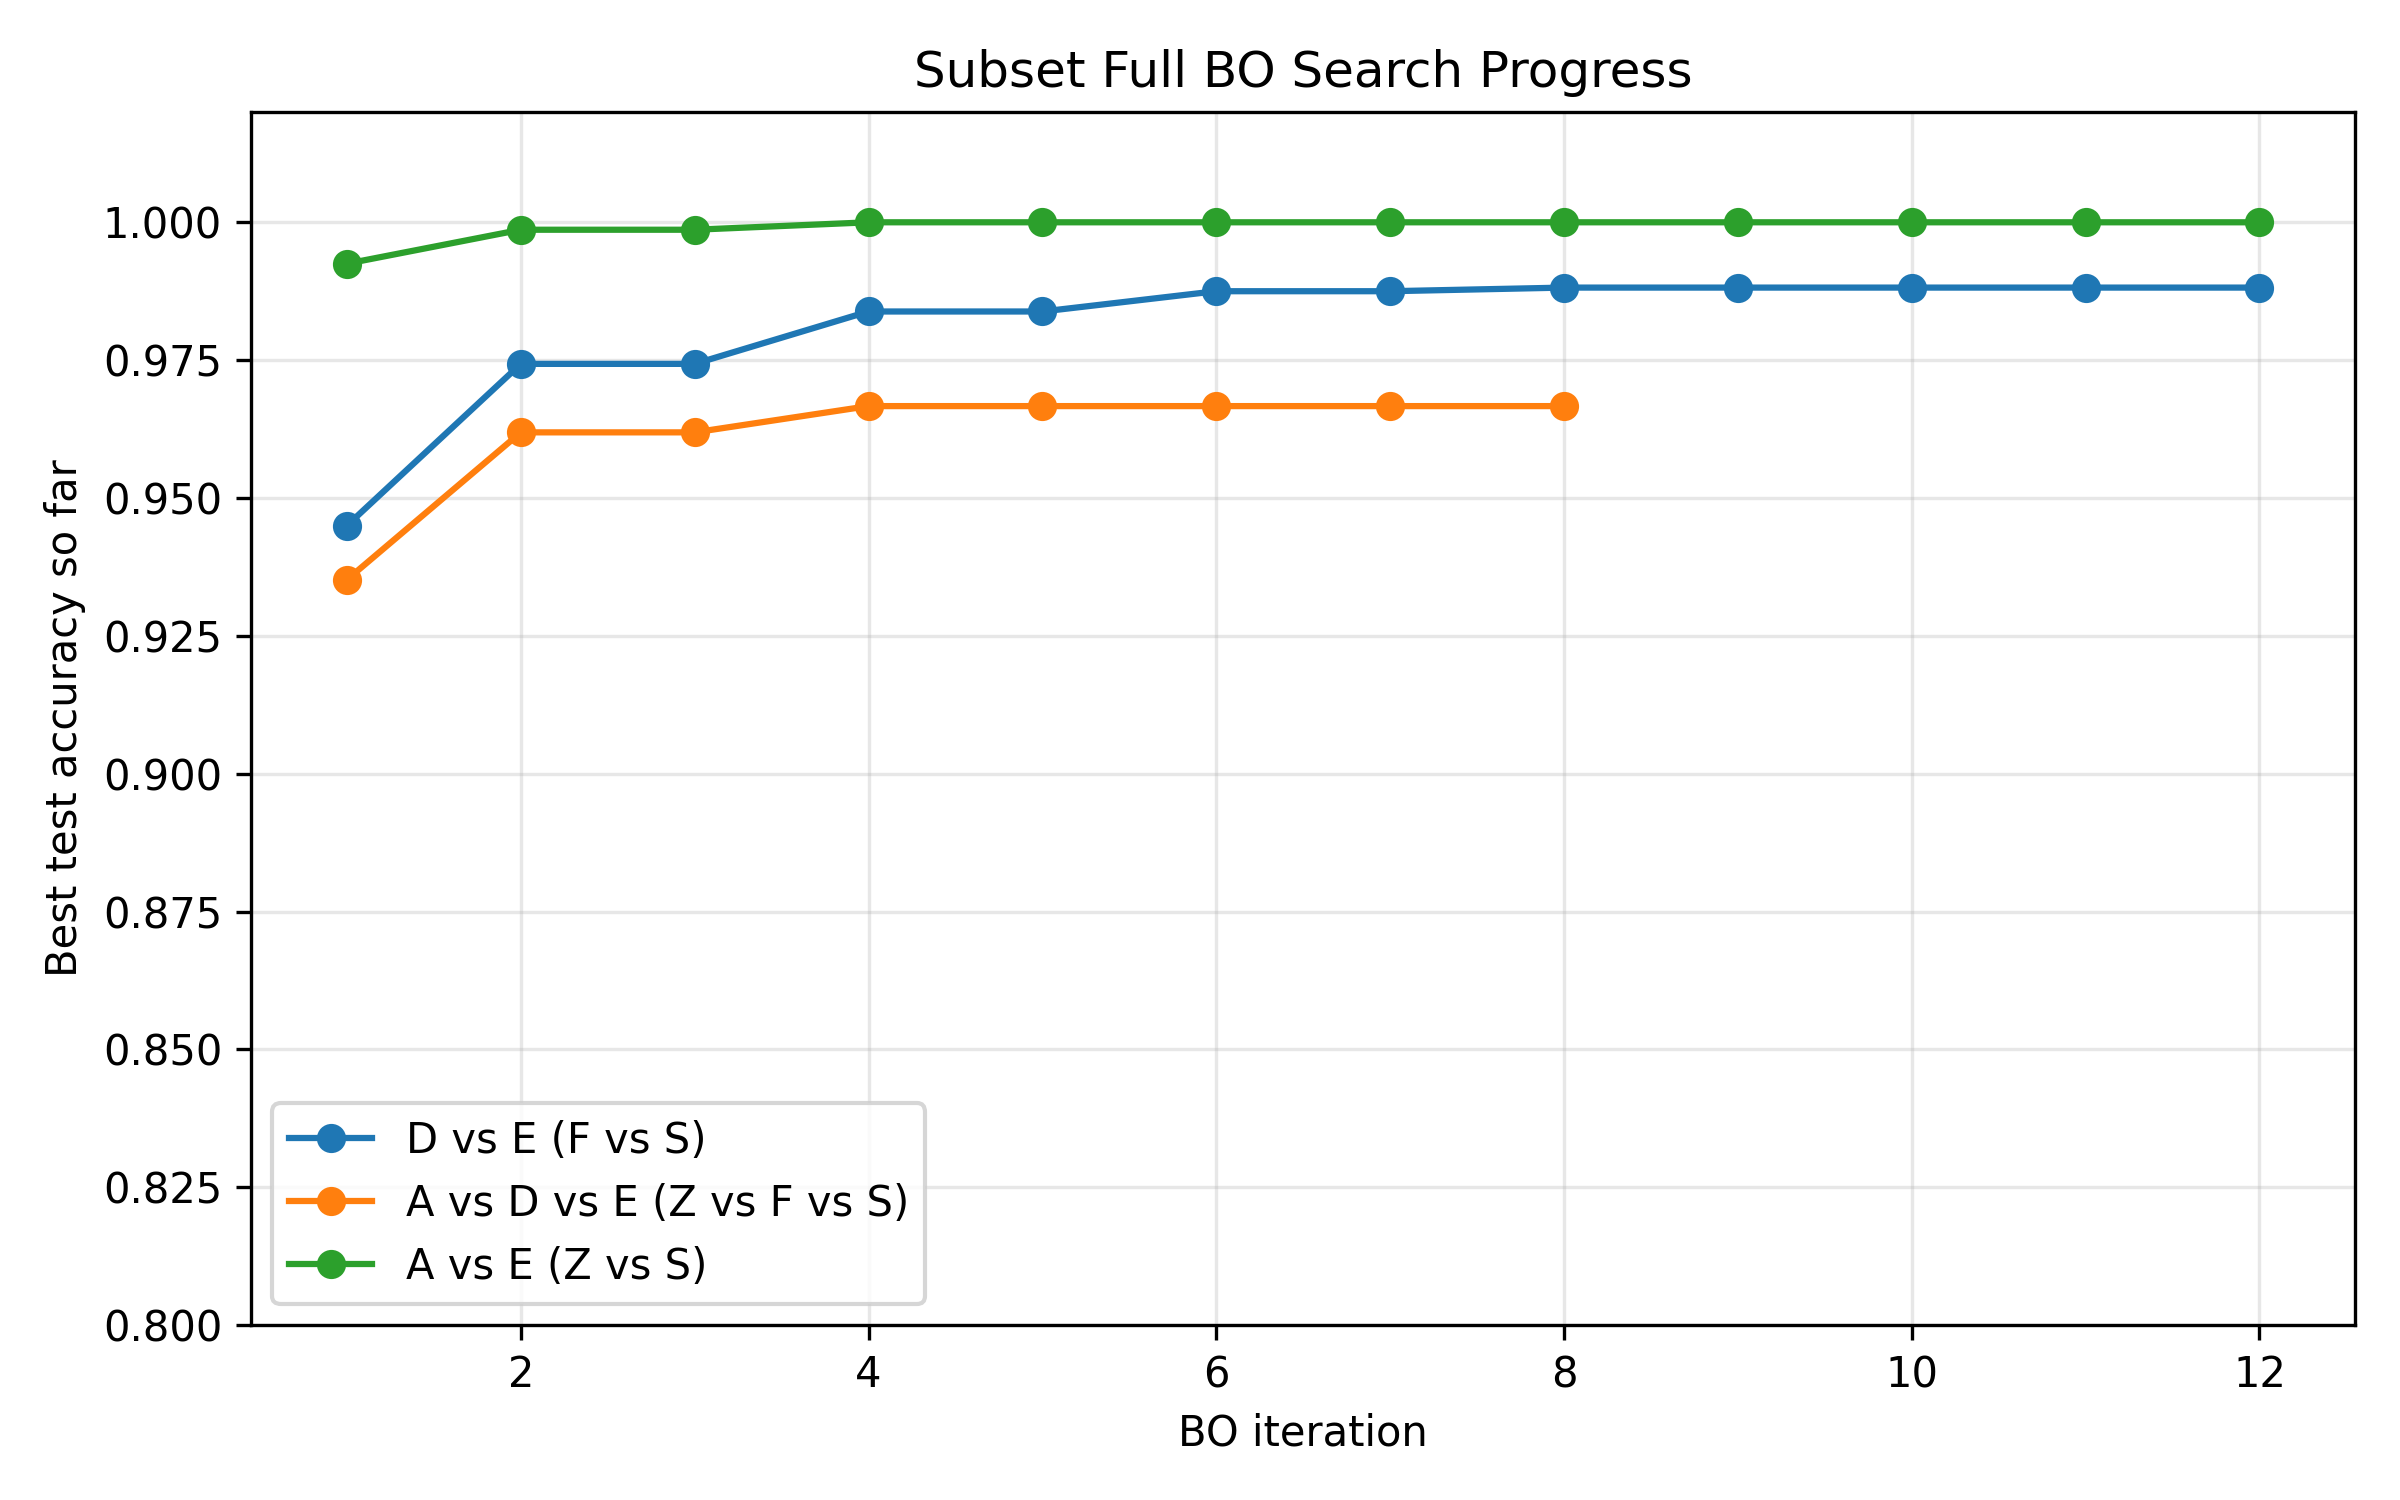 Subset Full BO Search Progress
Best test accuracy so far
1.000
0.975
0.950
0.925
0.900
0.875
0.850
0.825
0.800
D vs E (F vs S)
A vs D vs E (Z vs F vs S)
A vs E (Z vs S)
2 4 6 8 10 12
BO iteration